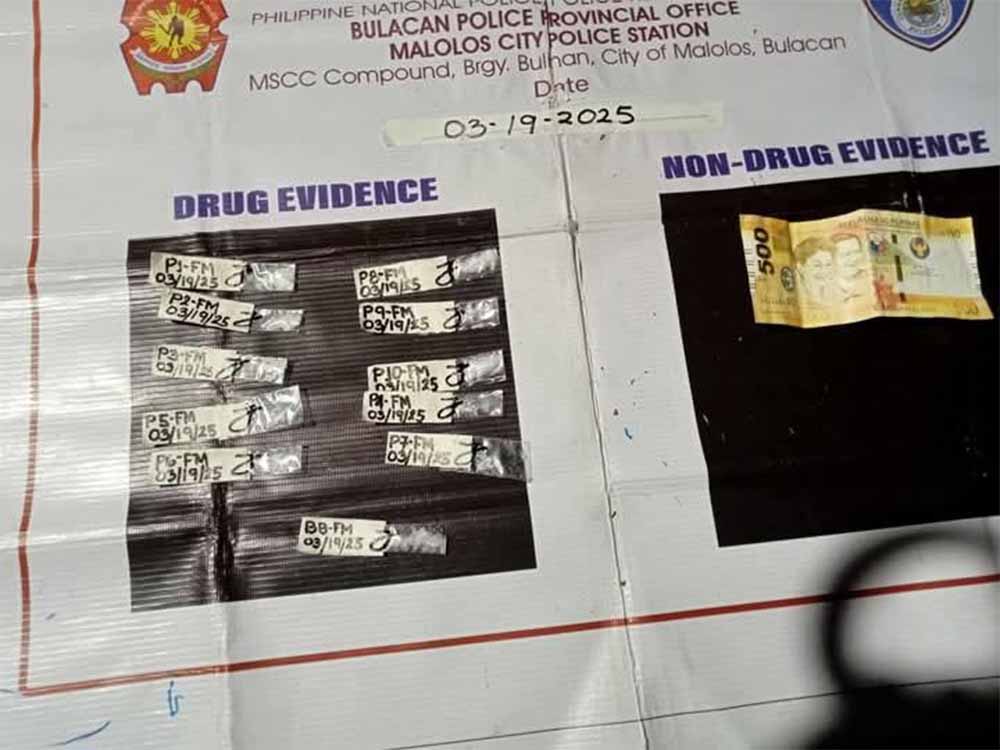 PHILIPPINE NATIONAL POLICE
BULACAN POLICE PROVINCIAL OFFICE
MALOLOS CITY POLICE STATION
MSCC Compound, Brgy. Bulihan, City of Malolos, Bulacan
Date
03-19-2025
DRUG EVIDENCE
NON-DRUG EVIDENCE
P1-FM
03/19/25
P2-FM
03/19/25
P3-FM
03/19/25
P5-FM
03/19/25
P6-FM
03/19/25
P8-FM
03/19/25
P9-FM
03/19/25
P10-FM
03/19/25
03/19/25
P7-FM
03/19/25
BB-FM
03/19/25
500